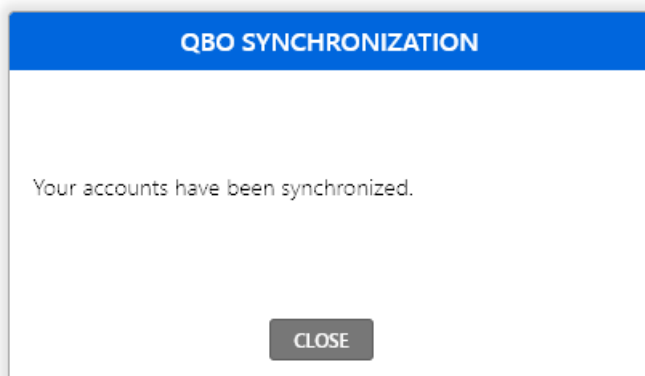 QBO SYNCHRONIZATION
Your accounts have been synchronized.
CLOSE